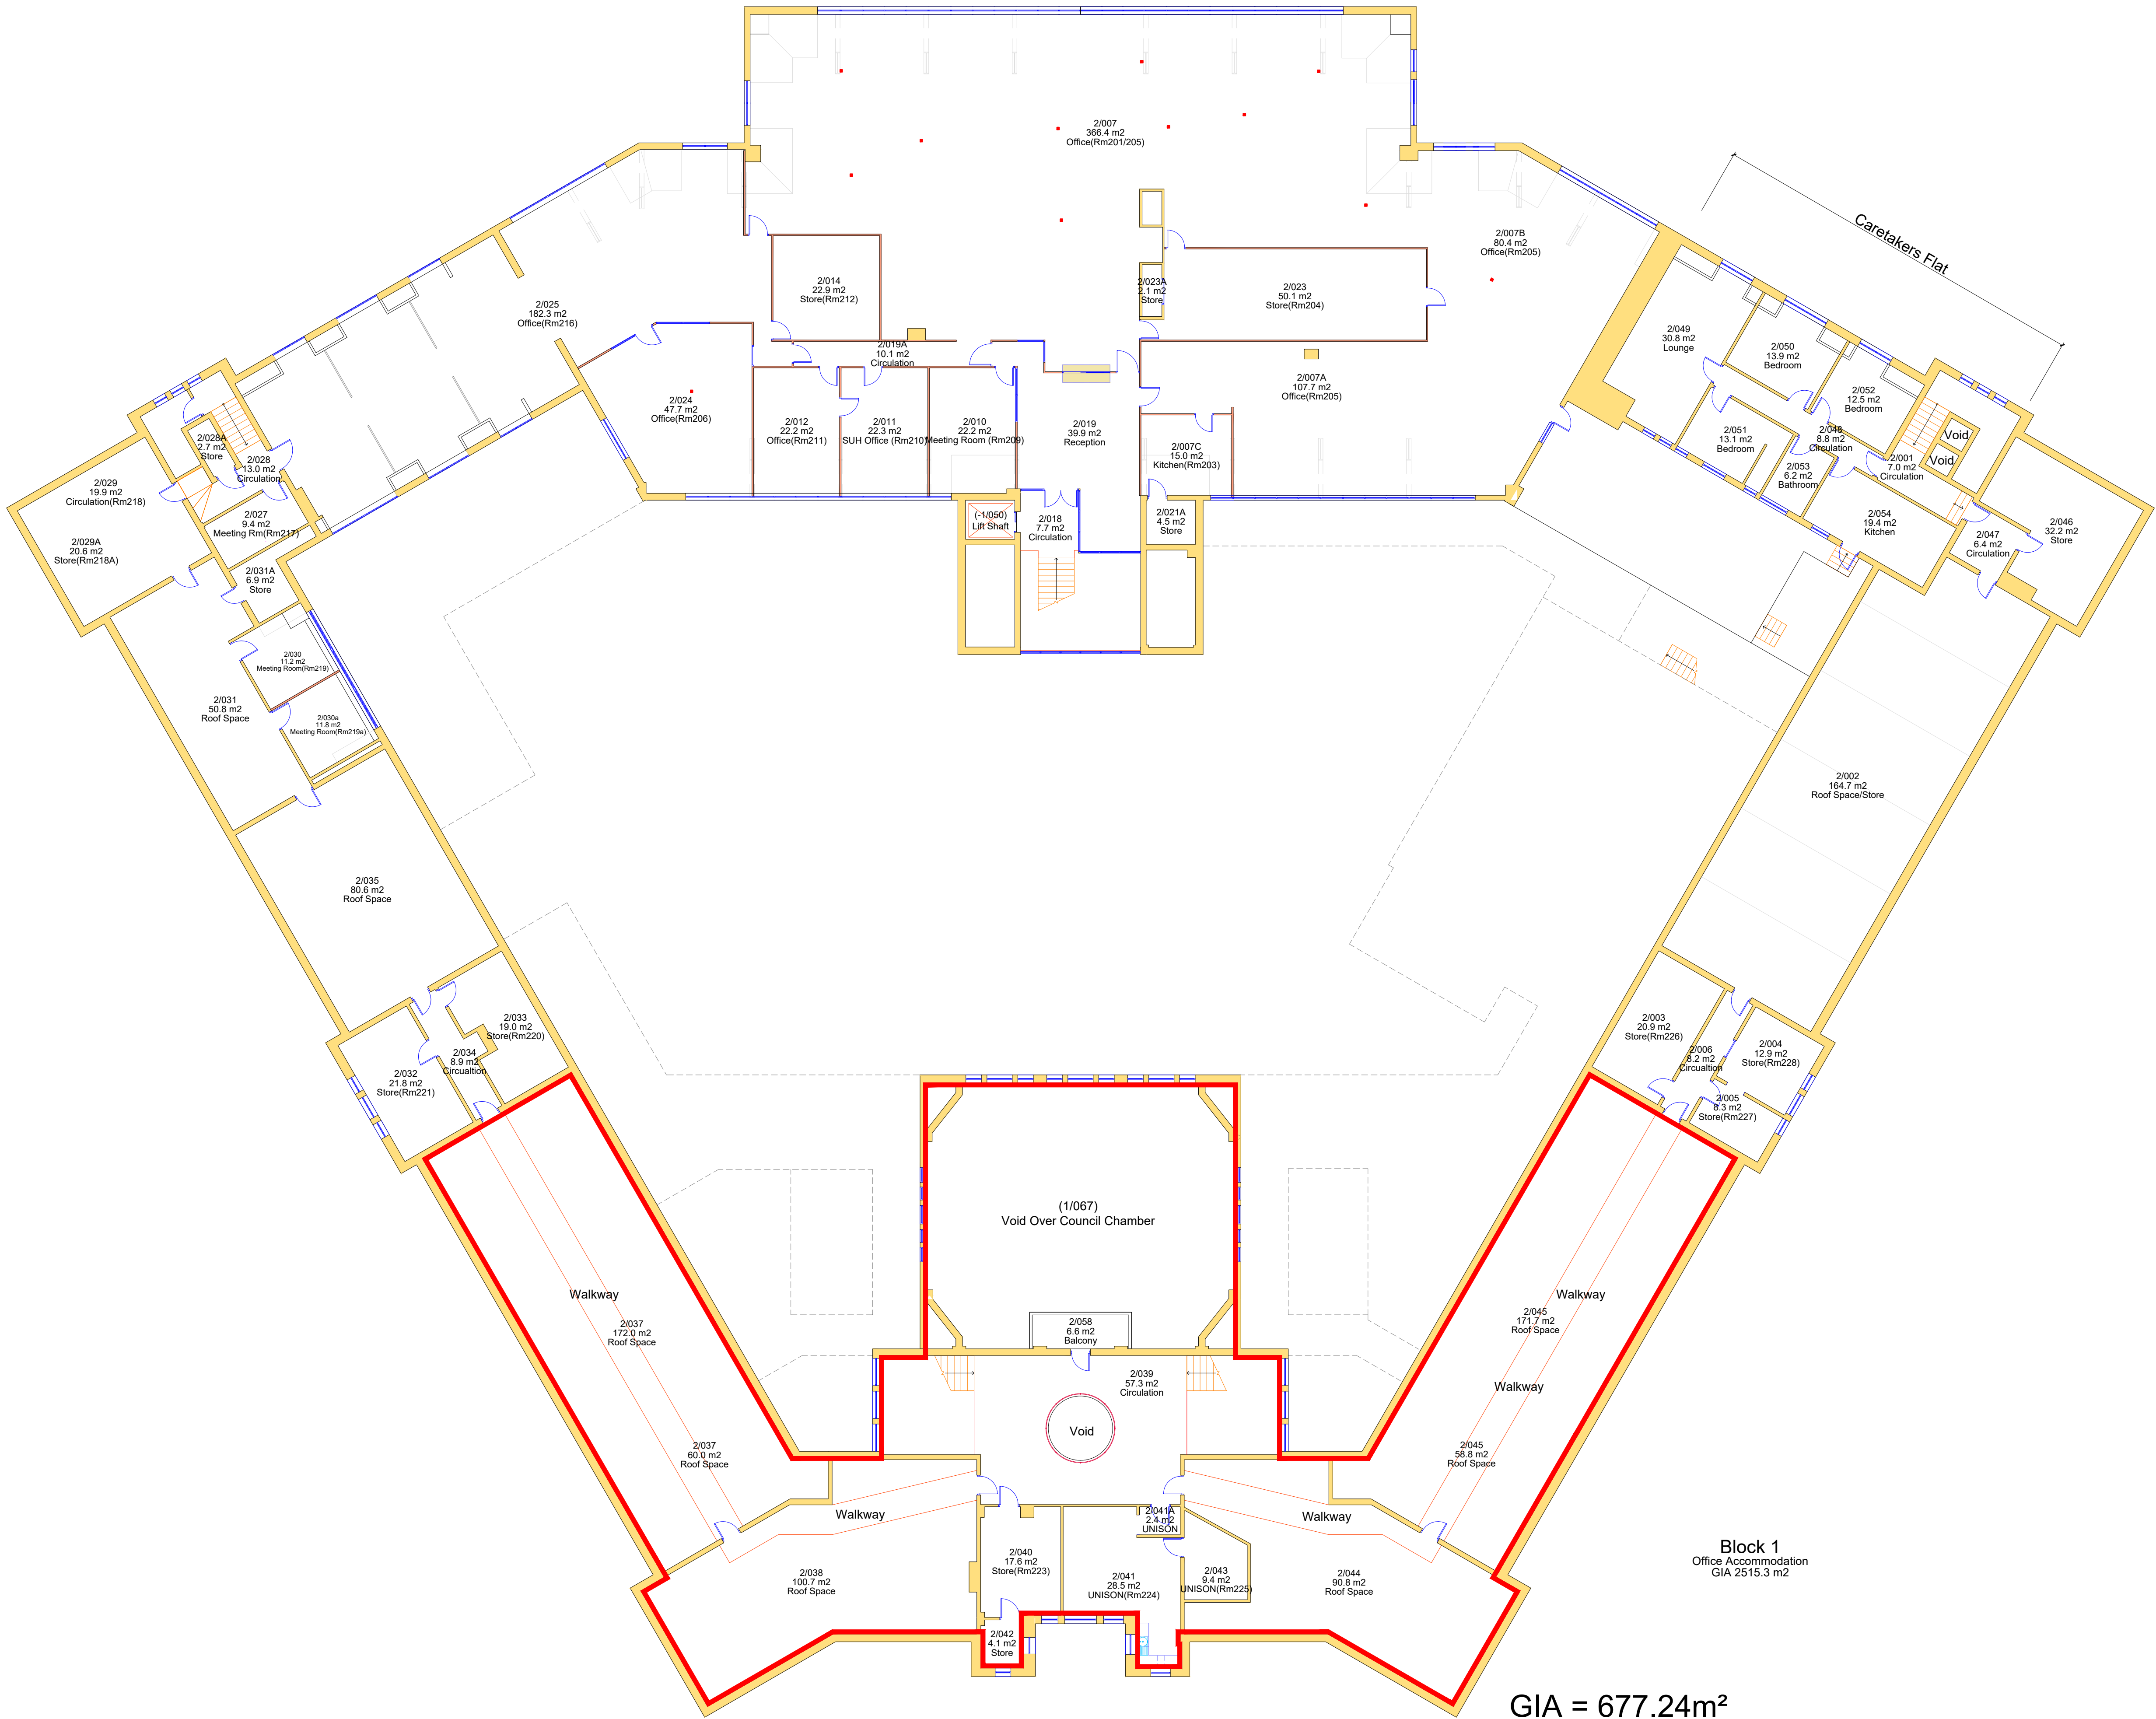 2/007
366.4 m2
Office(Rm201/205)
Caretakers Flat
2/007B
80.4 m2
Office(Rm205)
2/014
22.9 m2
Store(Rm212)
2/023A
2.1 m2
Store
2/023
50.1 m2
Store(Rm204)
2/025
182.3 m2
Office(Rm216)
2/049
30.8 m2
Lounge
2/050
13.9 m2
Bedroom
2/019A
10.1 m2
Circulation
2/007A
107.7 m2
Office(Rm205)
2/052
12.5 m2
Bedroom
2/024
47.7 m2
Office(Rm206)
2/012
22.2 m2
Office(Rm211)
2/011
22.3 m2
SUH Office (Rm210)
2/010
22.2 m2
Meeting Room (Rm209)
2/019
39.9 m2
Reception
2/007C
15.0 m2
Kitchen(Rm203)
2/051
13.1 m2
Bedroom
2/048
8.8 m2
Circulation
Void
Void
2/028A
2.7 m2
Store
2/028
13.0 m2
Circulation
2/053
6.2 m2
Bathroom
2/001
7.0 m2
Circulation
2/029
19.9 m2
Circulation(Rm218)
2/027
9.4 m2
Meeting Rm(Rm217)
(-1/050)
Lift Shaft
2/018
7.7 m2
Circulation
2/021A
4.5 m2
Store
2/054
19.4 m2
Kitchen
2/046
32.2 m2
Store
2/047
6.4 m2
Circulation
2/029A
20.6 m2
Store(Rm218A)
2/031A
6.9 m2
Store
2/030
11.2 m2
Meeting Room(Rm219)
2/031
50.8 m2
Roof Space
2/030a
11.8 m2
Meeting Room(Rm219a)
2/002
164.7 m2
Roof Space/Store
2/035
80.6 m2
Roof Space
2/033
19.0 m2
Store(Rm220)
2/034
8.9 m2
Circualtion
2/032
21.8 m2
Store(Rm221)
2/003
20.9 m2
Store(Rm226)
2/006
8.2 m2
Circualtion
2/004
12.9 m2
Store(Rm228)
2/005
8.3 m2
Store(Rm227)
(1/067)
Void Over Council Chamber
Walkway
2/037
172.0 m2
Roof Space
2/058
6.6 m2
Balcony
Walkway
2/045
171.7 m2
Roof Space
2/039
57.3 m2
Circulation
Walkway
Void
2/037
60.0 m2
Roof Space
2/045
58.8 m2
Roof Space
Walkway
2/041A
2.4 m2
UNISON
Walkway
2/040
17.6 m2
Store(Rm223)
2/038
100.7 m2
Roof Space
2/041
28.5 m2
UNISON(Rm224)
2/043
9.4 m2
UNISON(Rm225)
2/044
90.8 m2
Roof Space
2/042
4.1 m2
Store
Block 1
Office Accommodation
GIA 2515.3 m2
GIA = 677.24m²